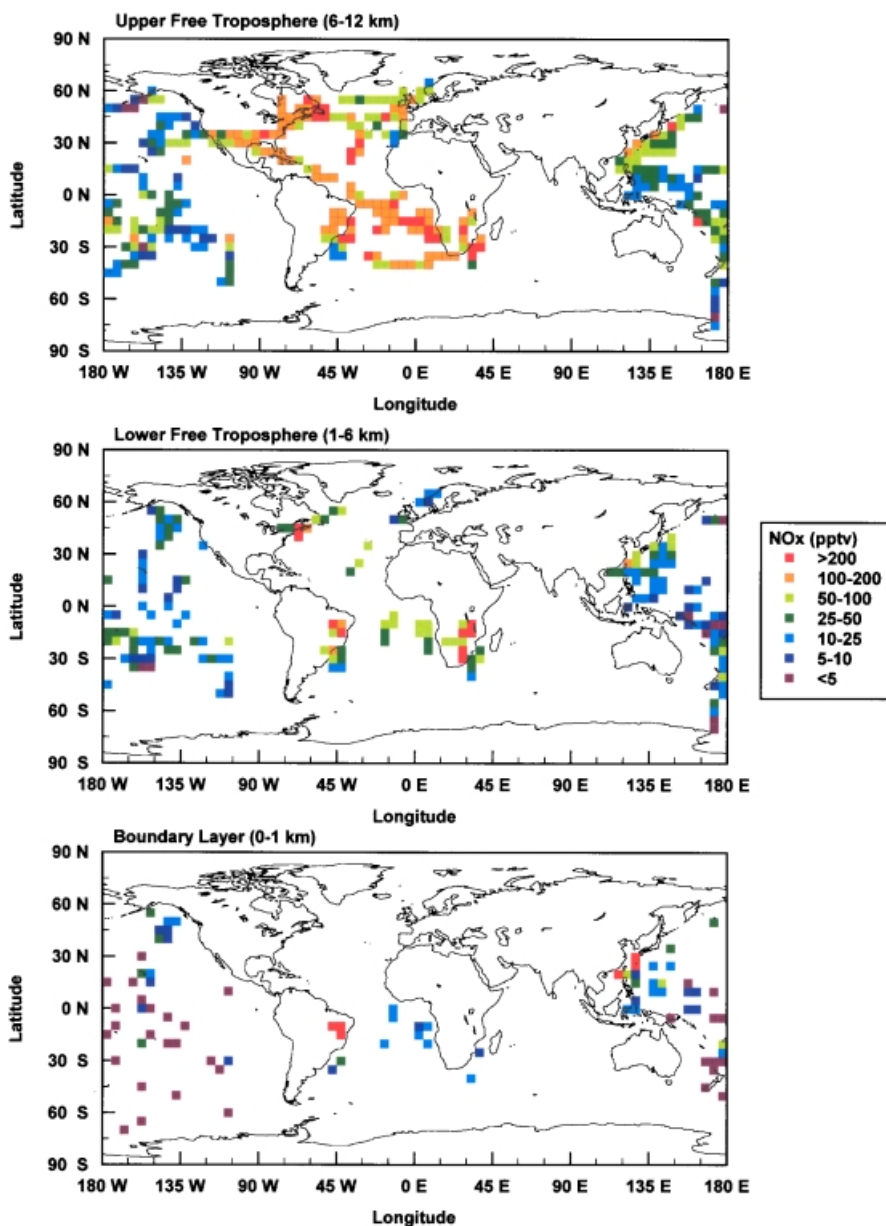 Upper Free Troposphere (6-12 km)
90 N
60 N
30 N
0 N
30 S
60 S
90 S
Latitude
180 W 135 W 90 W 45 W 0 E 45 E 90 E 135 E 180 E
Longitude
Lower Free Troposphere (1-6 km)
90 N
60 N
30 N
0 N
30 S
60 S
90 S
Latitude
180 W 135 W 90 W 45 W 0 E 45 E 90 E 135 E 180 E
Longitude
NOx (pptv)
>200
100-200
50-100
25-50
10-25
5-10
<5
Boundary Layer (0-1 km)
90 N
60 N
30 N
0 N
30 S
60 S
90 S
Latitude
180 W 135 W 90 W 45 W 0 E 45 E 90 E 135 E 180 E
Longitude